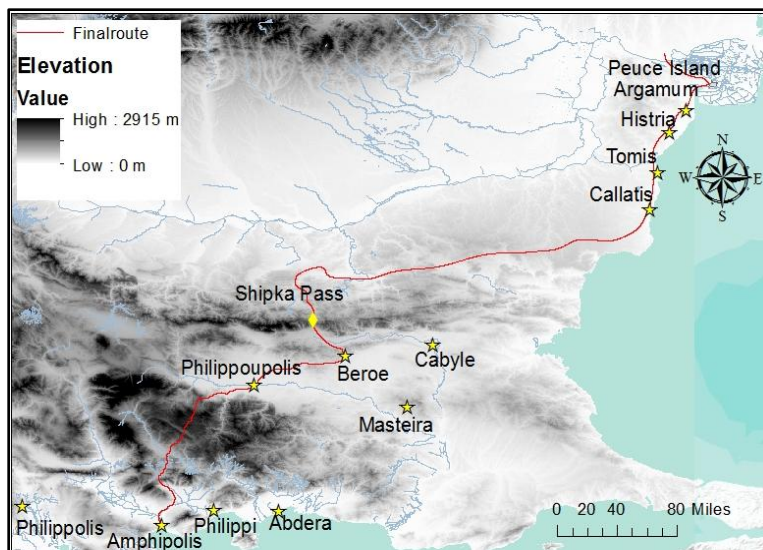 Finalroute
Elevation
Value
High : 2915 m
Low : 0 m
Peuce Island
Argamum
Histria
Tomis
Callatis
N
W
E
S
Shipka Pass
Philippoupolis
Beroe
Cabyle
Masteira
Philippolis
Amphipolis
Philippi
Abdera
0 40 80 Miles